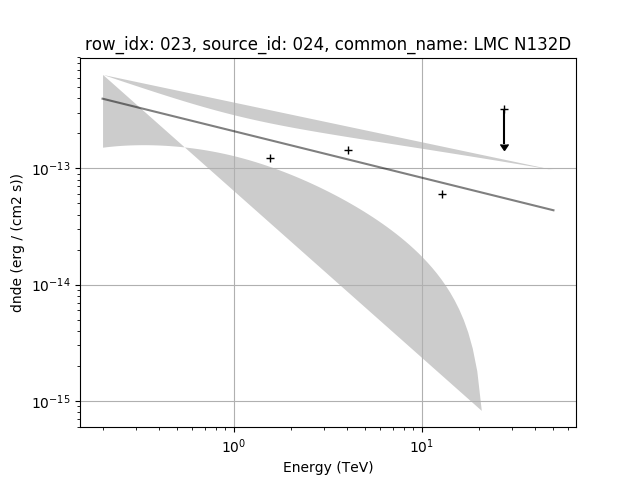 row_idx: 023, source_id: 024, common_name: LMC N132D
dnde (erg / (cm2 s))
10⁻¹³
10⁻¹⁴
10⁻¹⁵
10⁰
10¹
Energy (TeV)